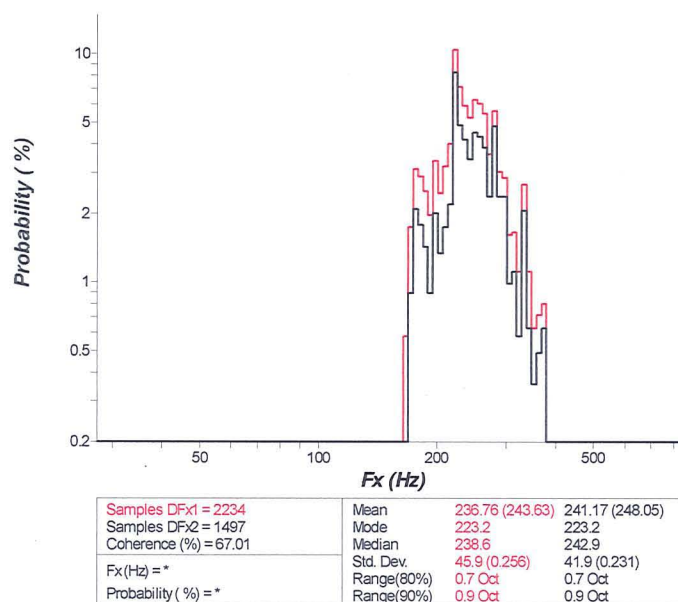 Probability ( %)
10
5
2
1
0.5
0.2
50 100 200 500
Fx (Hz)
Samples DFx1 = 2234
Samples DFx2 = 1497
Coherence (%) = 67.01
Fx(Hz) = *
Probability ( %) = *
Mean 236.76 (243.63) 241.17 (248.05)
Mode 223.2 223.2
Median 238.6 242.9
Std. Dev. 45.9 (0.256) 41.9 (0.231)
Range(80%) 0.7 Oct 0.7 Oct
Range(90%) 0.9 Oct 0.9 Oct